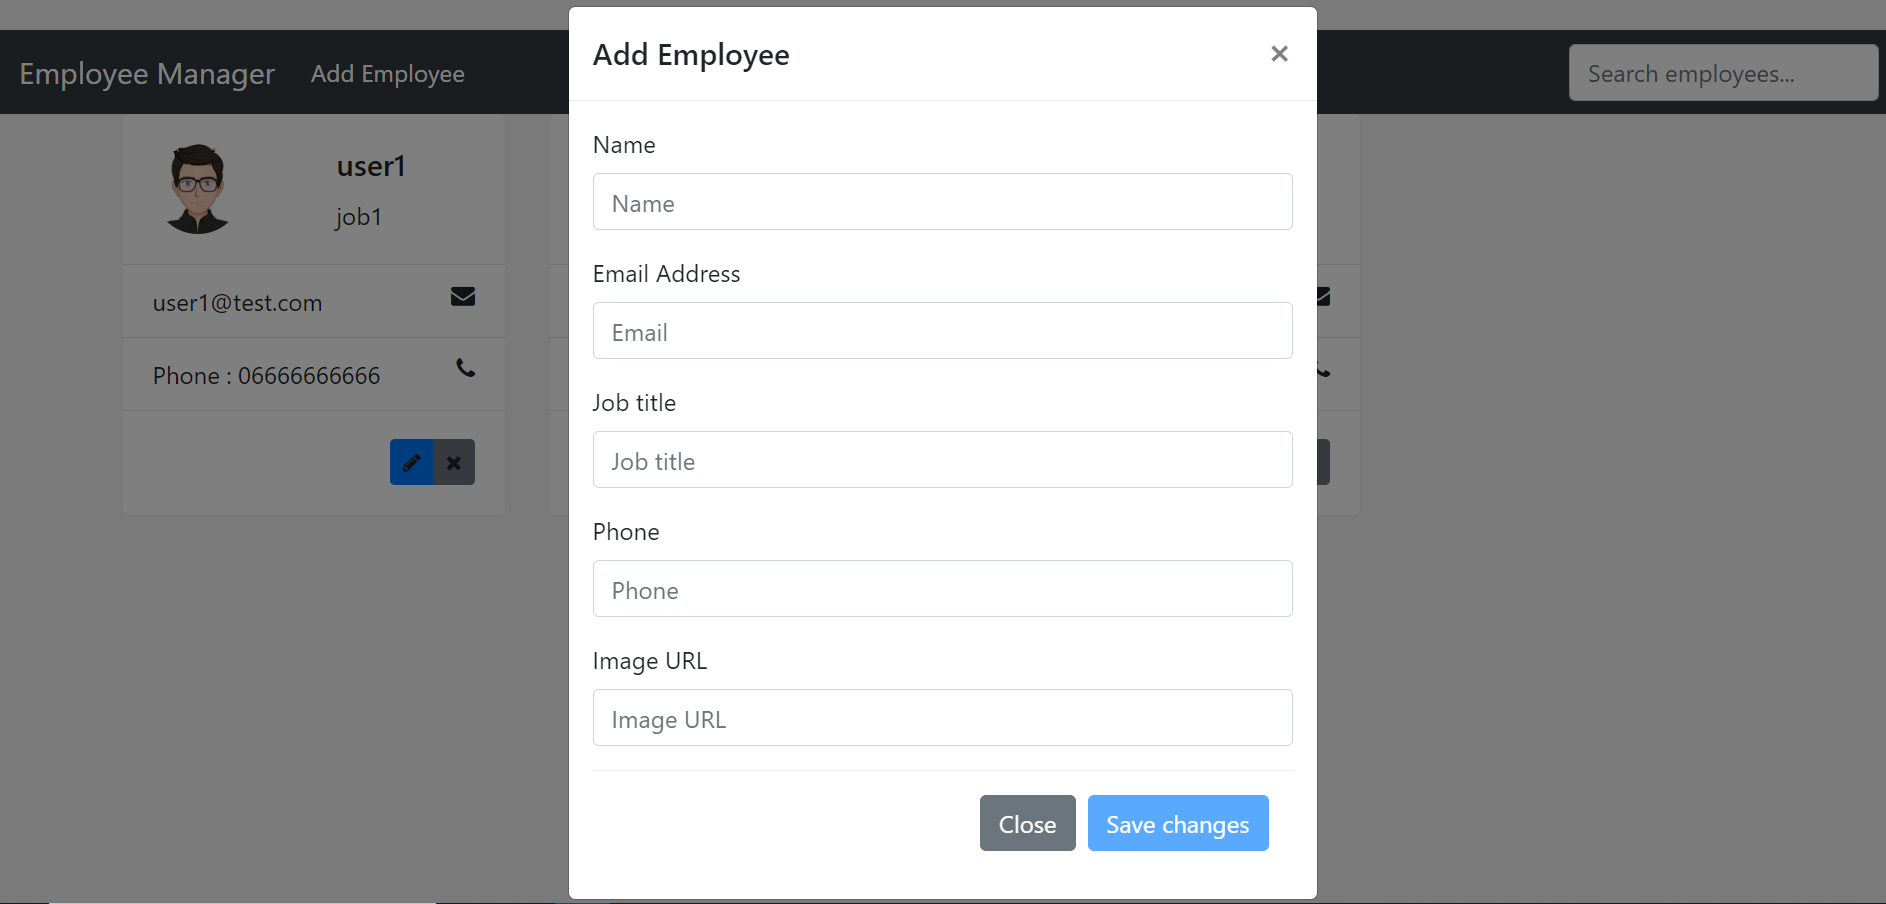 Employee Manager
Add Employee
Search employees...
user1
job1
user1@test.com
Phone : 06666666666
Add Employee
×
Name
Name
Email Address
Email
Job title
Job title
Phone
Phone
Image URL
Image URL
Close
Save changes